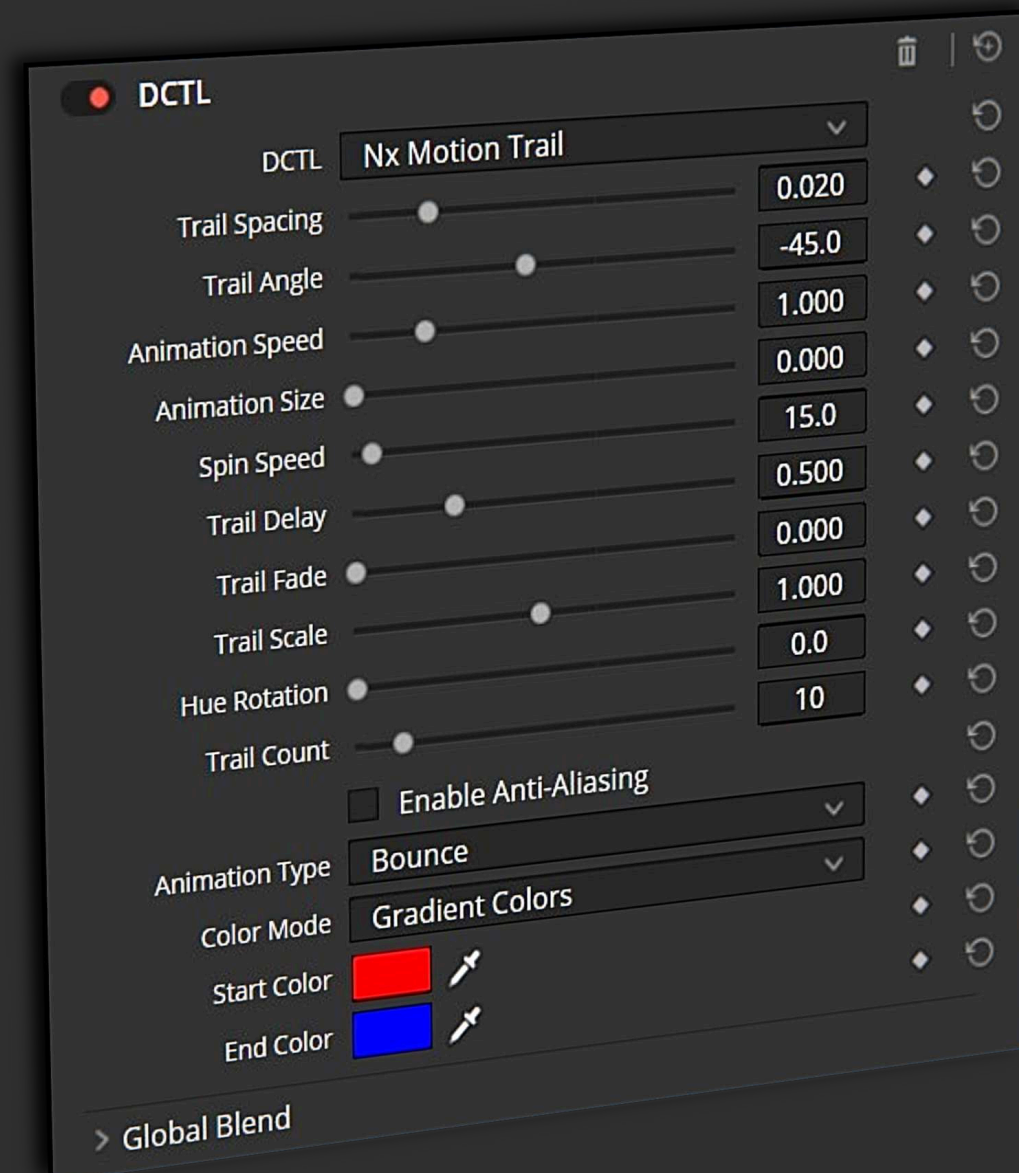 DCTL
DCTL Nx Motion Trail
Trail Spacing 0.020
Trail Angle -45.0
Animation Speed 1.000
Animation Size 0.000
Spin Speed 15.0
Trail Delay 0.500
Trail Fade 0.000
Trail Scale 1.000
Hue Rotation 0.0
Trail Count 10
Enable Anti-Aliasing
Animation Type Bounce
Color Mode Gradient Colors
Start Color
End Color
Global Blend